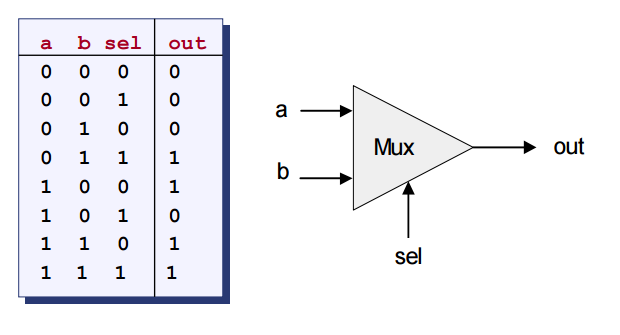 a b sel out
0 0 0 0
0 0 1 0
0 1 0 0
0 1 1 1
1 0 0 1
1 0 1 0
1 1 0 1
1 1 1 1
a
b
Mux
out
sel